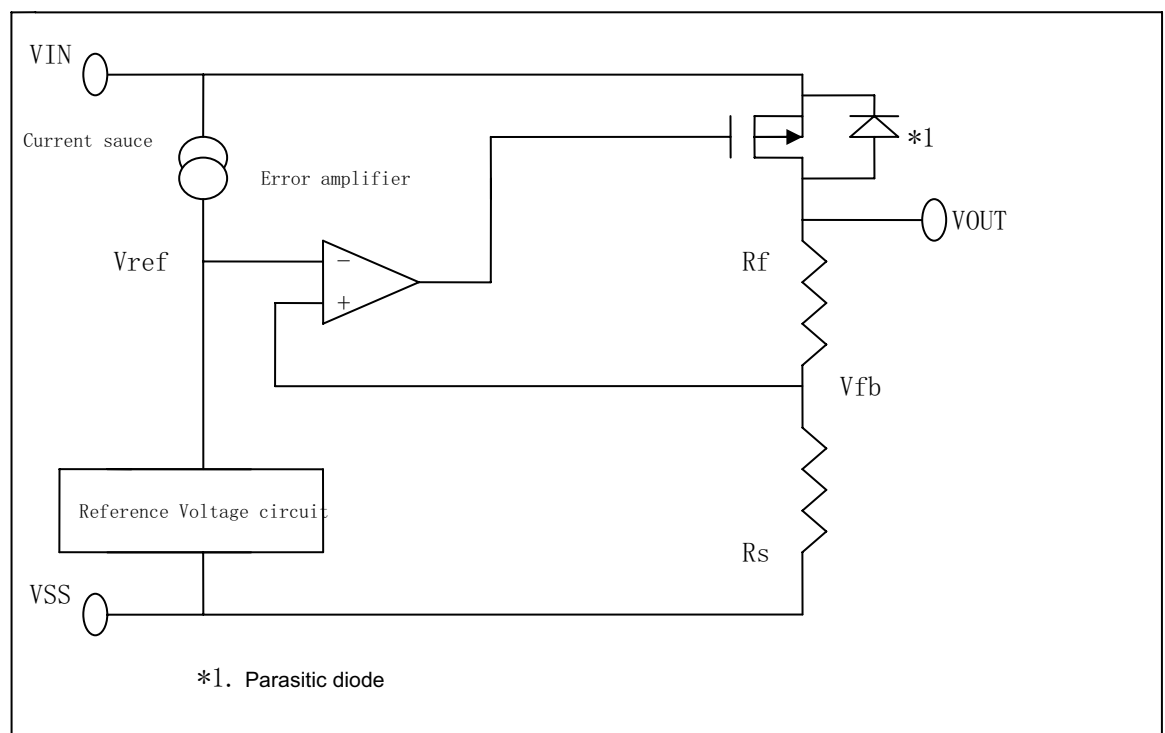 VIN
Current sauce
*1
Error amplifier
VOUT
Vref
−
Rf
+
Vfb
Reference Voltage circuit
Rs
VSS
*1. Parasitic diode